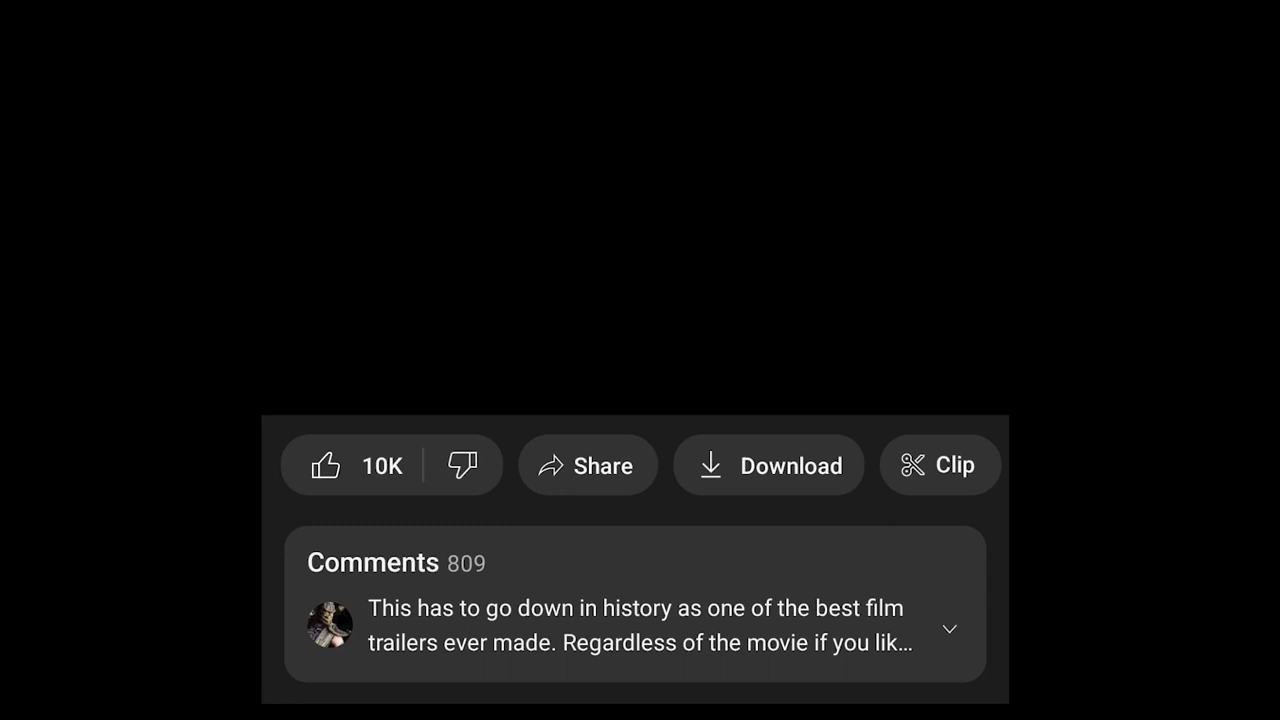 10K Share Download Clip
Comments 809
This has to go down in history as one of the best film
trailers ever made. Regardless of the movie if you lik...